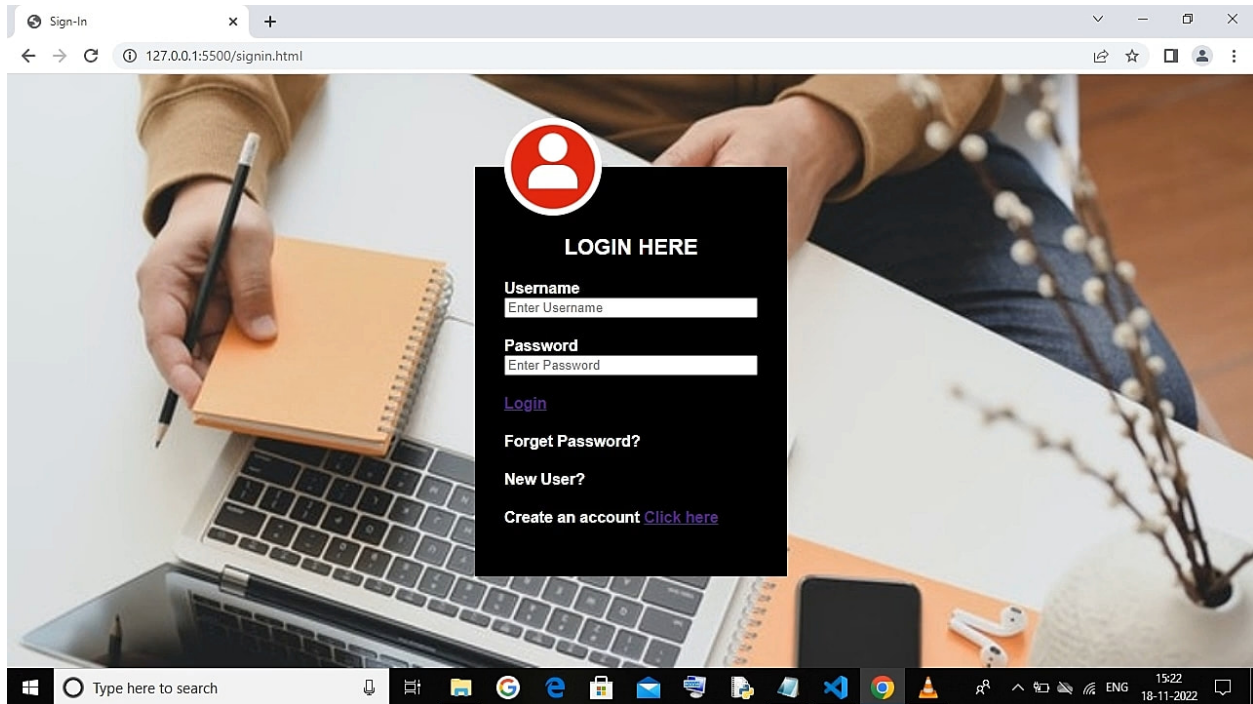 Sign-In
127.0.0.1:5500/signin.html
LOGIN HERE
Username
Enter Username
Password
Enter Password
Login
Forget Password?
New User?
Create an account Click here
Type here to search
ENG
15:22
18-11-2022